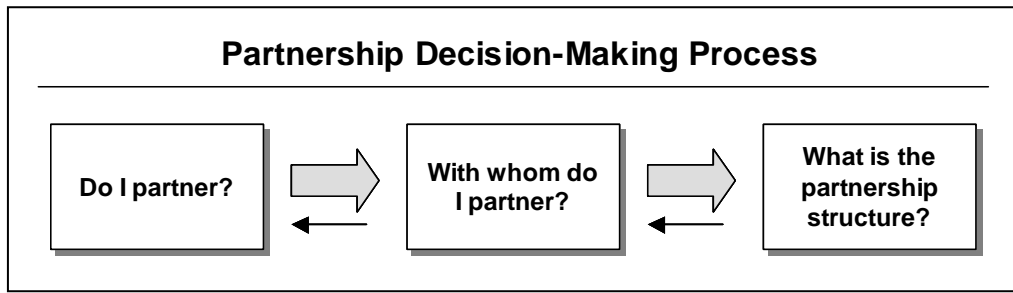 Partnership Decision-Making Process
Do I partner?
With whom do
I partner?
What is the
partnership
structure?